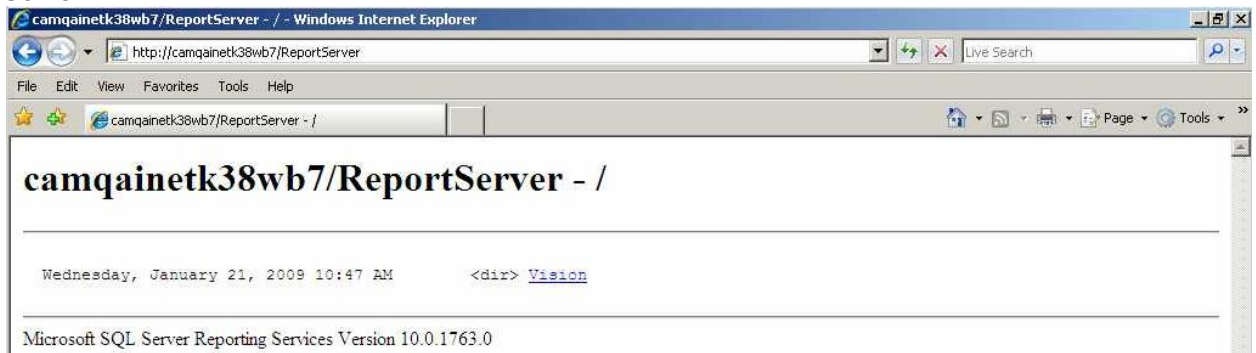 camqainetk38wb7/ReportServer - / - Windows Internet Explorer
http://camqainetk38wb7/ReportServer
Live Search
File Edit View Favorites Tools Help
camqainetk38wb7/ReportServer - /
Page Tools »
camqainetk38wb7/ReportServer - /
Wednesday, January 21, 2009 10:47 AM <dir> Vision
Microsoft SQL Server Reporting Services Version 10.0.1763.0